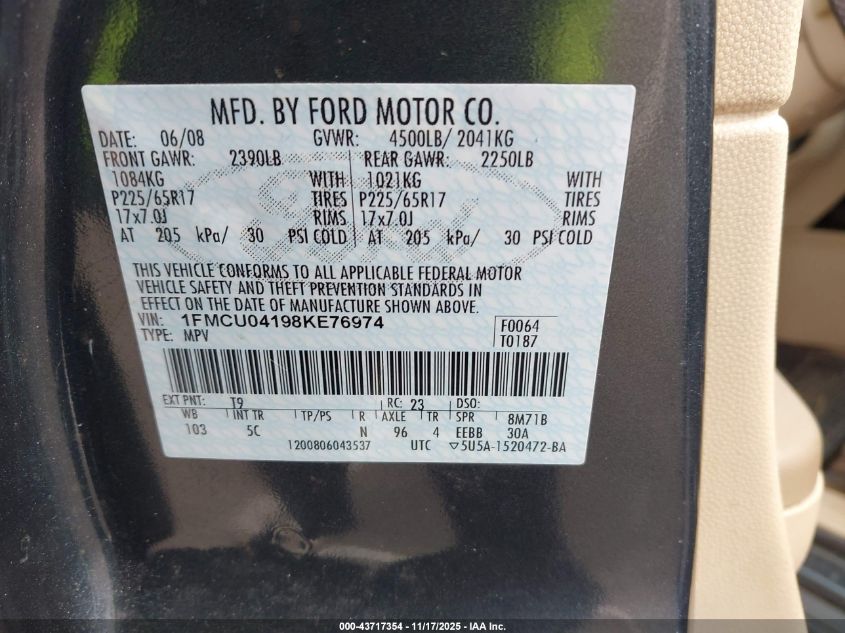 MFD. BY FORD MOTOR CO.
DATE: 06/08 GVWR: 4500LB/ 2041KG
FRONT GAWR: 2390LB REAR GAWR: 2250LB
1084KG WITH 1021KG WITH
P225/65R17 TIRES P225/65R17 TIRES
17x7.0J RIMS 17x7.0J RIMS
AT 205 kPa/ 30 PSI COLD AT 205 kPa/ 30 PSI COLD
THIS VEHICLE CONFORMS TO ALL APPLICABLE FEDERAL MOTOR
VEHICLE SAFETY AND THEFT PREVENTION STANDARDS IN
EFFECT ON THE DATE OF MANUFACTURE SHOWN ABOVE.
VIN: 1FMCU04198KE76974 F0064
TYPE: MPV T0187
EXT PNT: T9 RC: 23 DSO:
WB INT TR TP/PS R AXLE TR SPR 8M71B
103 5C N 96 4 EEBB 30A
1200806043537 UTC ▽5U5A-1520472-BA
000-43717354 - 11/17/2025 - IAA Inc.